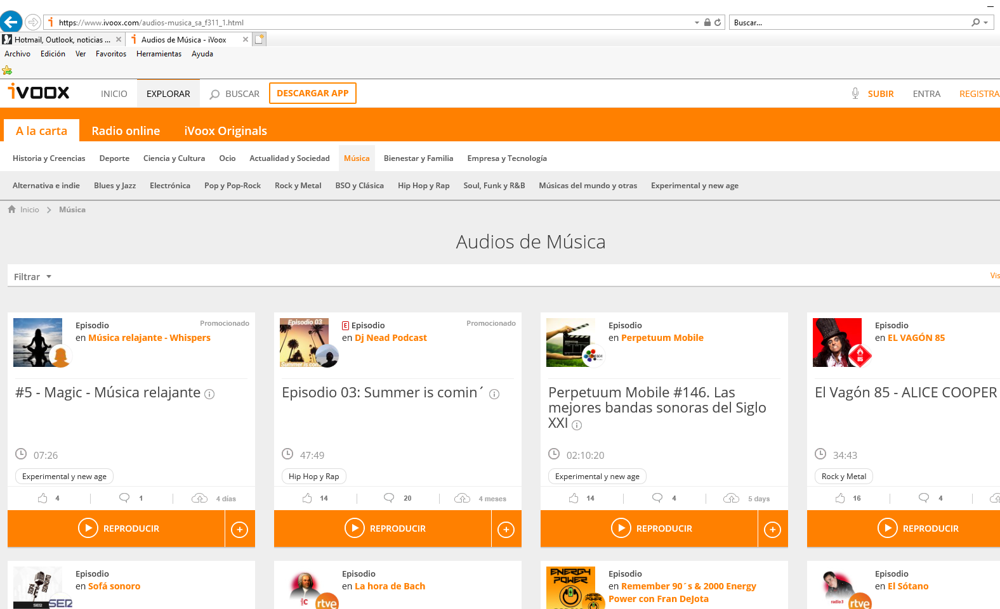 https://www.ivoox.com/audios-musica_sa_f311_1.html
Buscar...
Hotmail, Outlook, noticias ...
Audios de Música - iVoox
Archivo Edición Ver Favoritos Herramientas Ayuda
iVOOX INICIO EXPLORAR BUSCAR DESCARGAR APP SUBIR ENTRA REGISTRA
A la carta Radio online iVoox Originals
Historia y Creencias Deporte Ciencia y Cultura Ocio Actualidad y Sociedad Música Bienestar y Familia Empresa y Tecnología
Alternativa e indie Blues y Jazz Electrónica Pop y Pop-Rock Rock y Metal BSO y Clásica Hip Hop y Rap Soul, Funk y R&B Músicas del mundo y otras Experimental y new age
Inicio Música
Audios de Música
Filtrar
Vis
Episodio
Promocionado
en Música relajante - Whispers
#5 - Magic - Música relajante
07:26
Experimental y new age
4 1 4 días
REPRODUCIR
Episodio 03
Summer is com
E Episodio
Promocionado
en Dj Nead Podcast
Episodio 03: Summer is comin´
47:49
Hip Hop y Rap
14 20 4 meses
REPRODUCIR
Episodio
en Perpetuum Mobile
Perpetuum Mobile #146. Las
mejores bandas sonoras del Siglo
XXI
02:10:20
Experimental y new age
14 4 5 days
REPRODUCIR
85
Episodio
en EL VAGÓN 85
El Vagón 85 - ALICE COOPER
34:43
Rock y Metal
16 4
REPRODUCIR
SER
SER
Episodio
en Sofá sonoro
rtve
Episodio
en La hora de Bach
ENERGY
POWER
Episodio
en Remember 90´s & 2000 Energy
Power con Fran DeJota
radio3
rtve
Episodio
en El Sótano